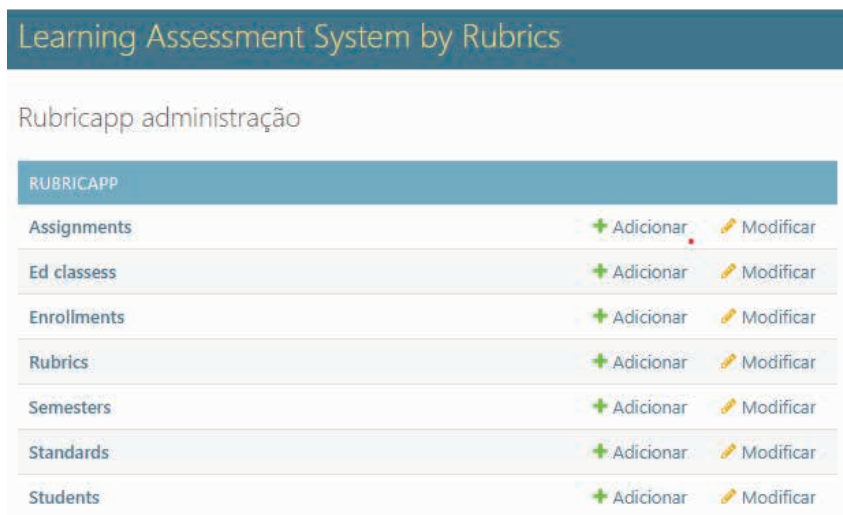 Learning Assessment System by Rubrics
Rubricapp administração
RUBRICAPP
Assignments Adicionar Modificar
Ed classess Adicionar Modificar
Enrollments Adicionar Modificar
Rubrics Adicionar Modificar
Semesters Adicionar Modificar
Standards Adicionar Modificar
Students Adicionar Modificar